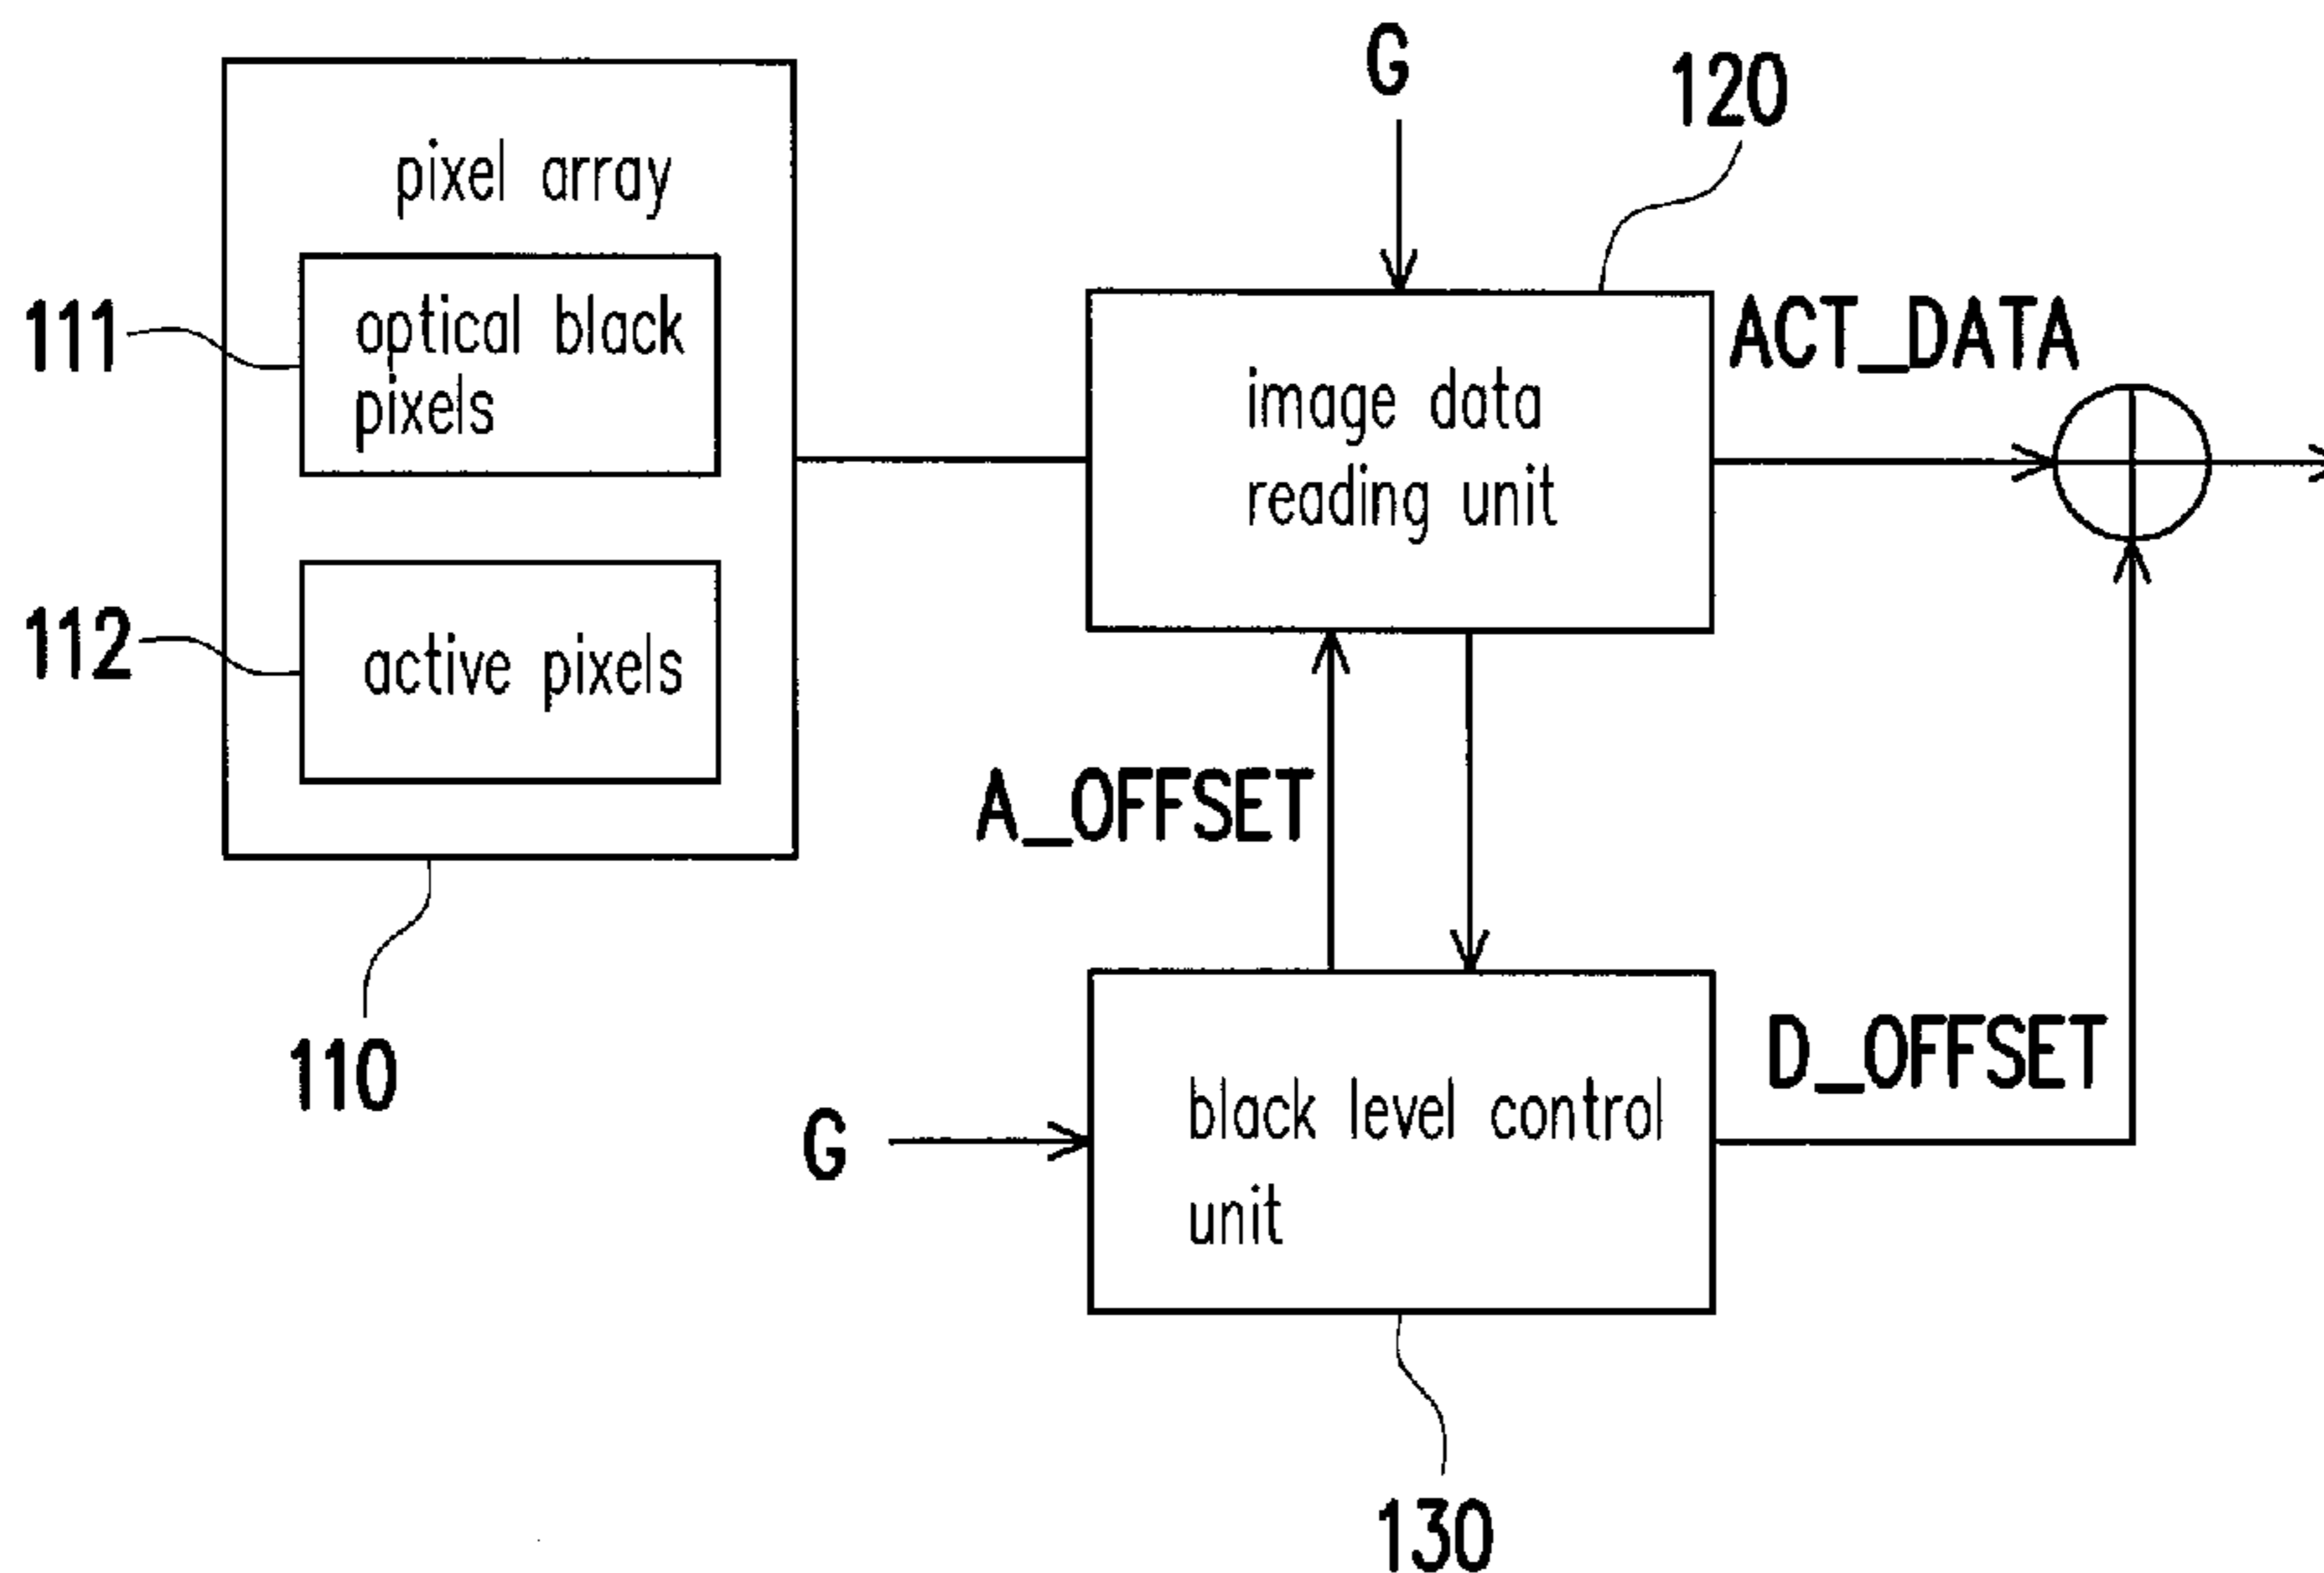 G
120
pixel array
111
optical black
pixels
ACT_DATA
image data
reading unit
112
active pixels
A_OFFSET
110
D_OFFSET
G
black level control
unit
130